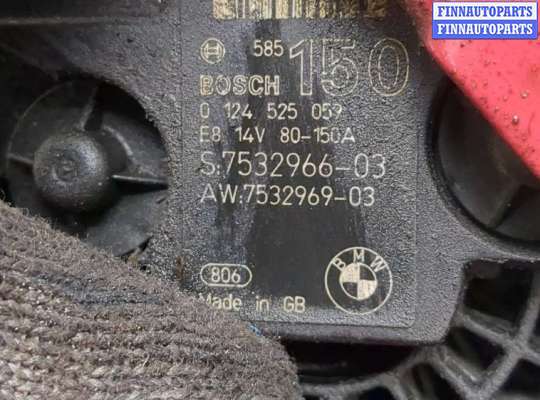 FINNAUTOPARTS
FINNAUTOPARTS
585
150
BOSCH
0 124 525 059
E8 14V 80-150A
S:7532966-03
AW:7532969-03
806
BMW
Made in GB